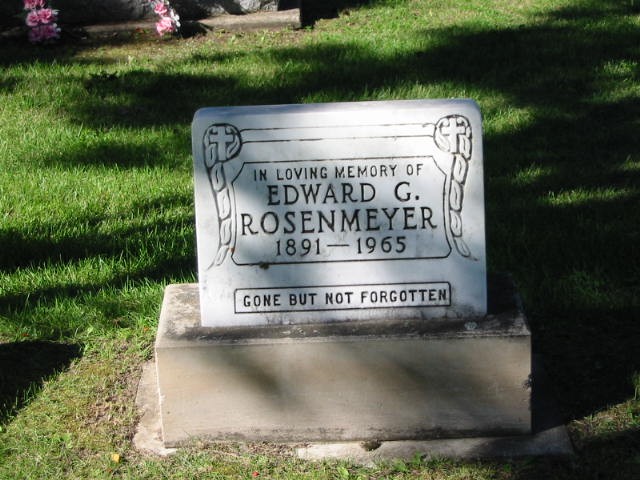 IN LOVING MEMORY OF
EDWARD G.
ROSENMEYER
1891—1965
GONE BUT NOT FORGOTTEN